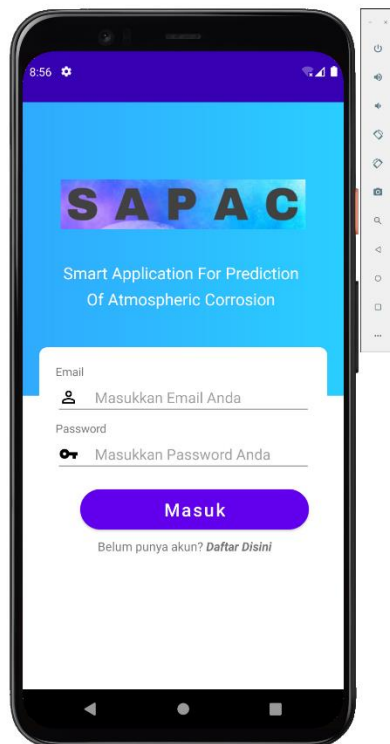 8:56
SAPAC
Smart Application For Prediction
Of Atmospheric Corrosion
Email
Masukkan Email Anda
Password
Masukkan Password Anda
Masuk
Belum punya akun? Daftar Disini